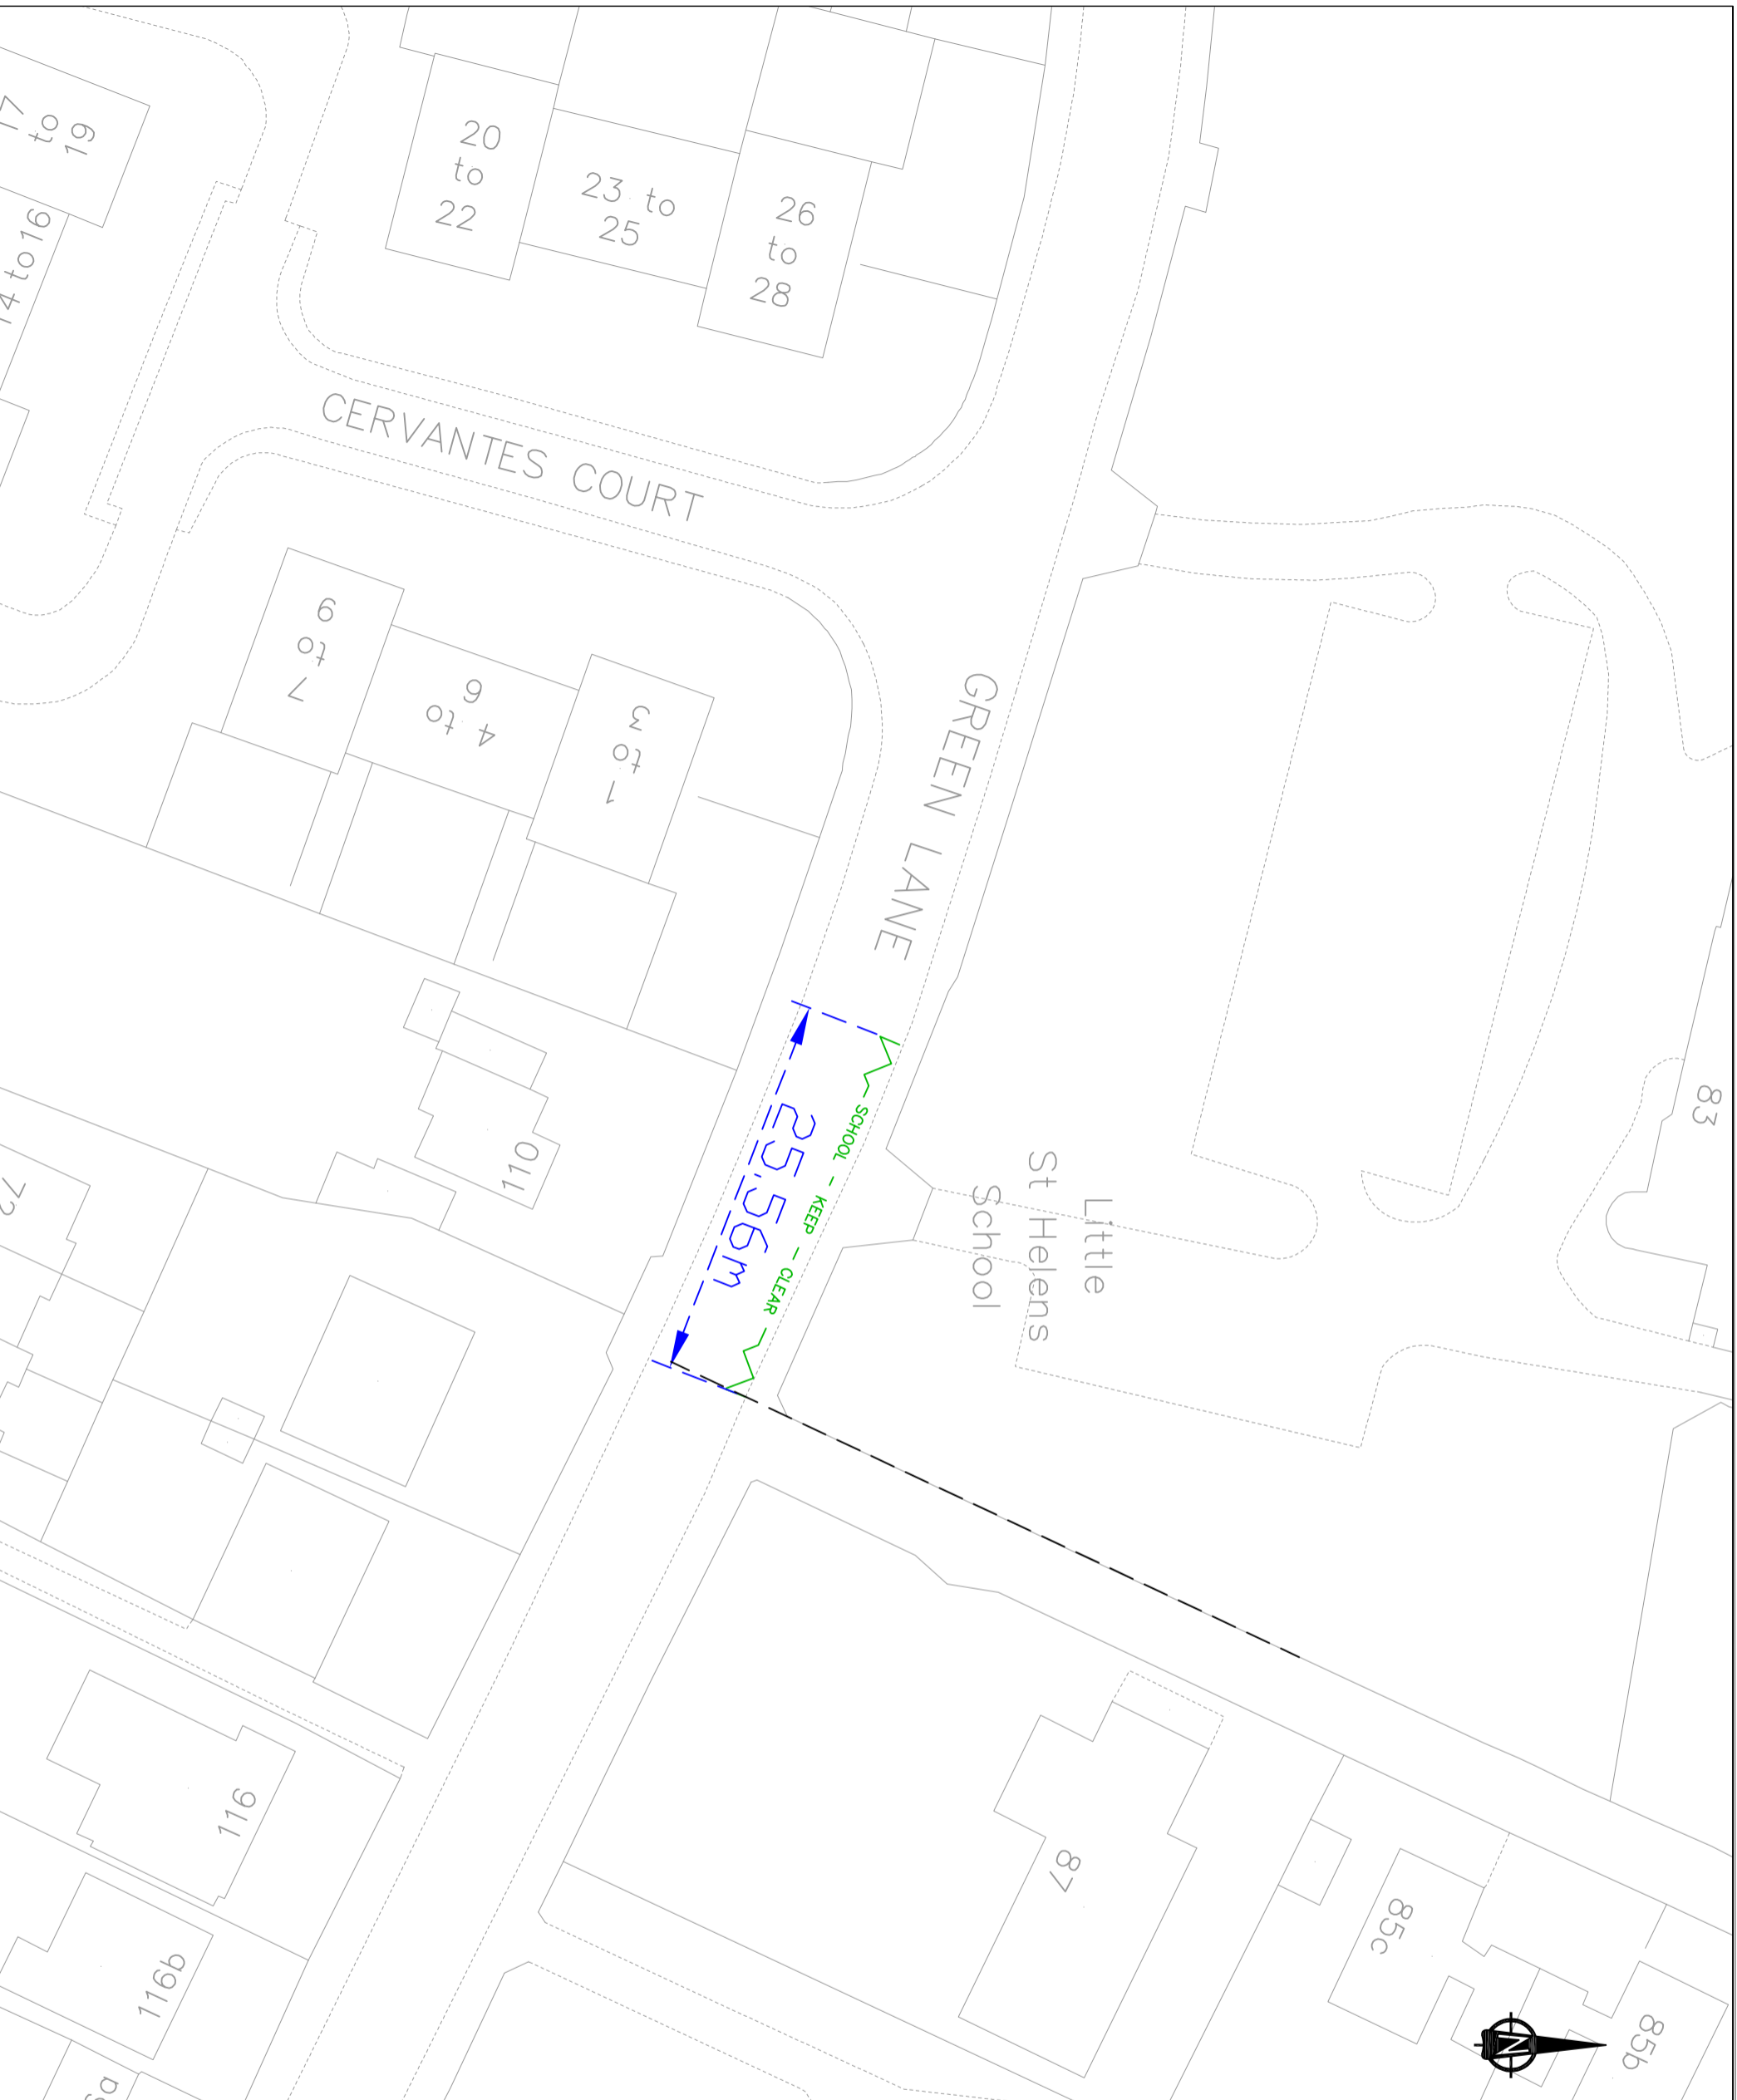 17
to
19
14 to 16
20
to
22
23 to
25
26
to
28
CERVANTES COURT
7
to
9
4 to
6
1
to
3
GREEN LANE
83
110
25.56m
SCHOOL KEEP CLEAR
Little
St Helens
School
116
116b
87
85c
85b
N